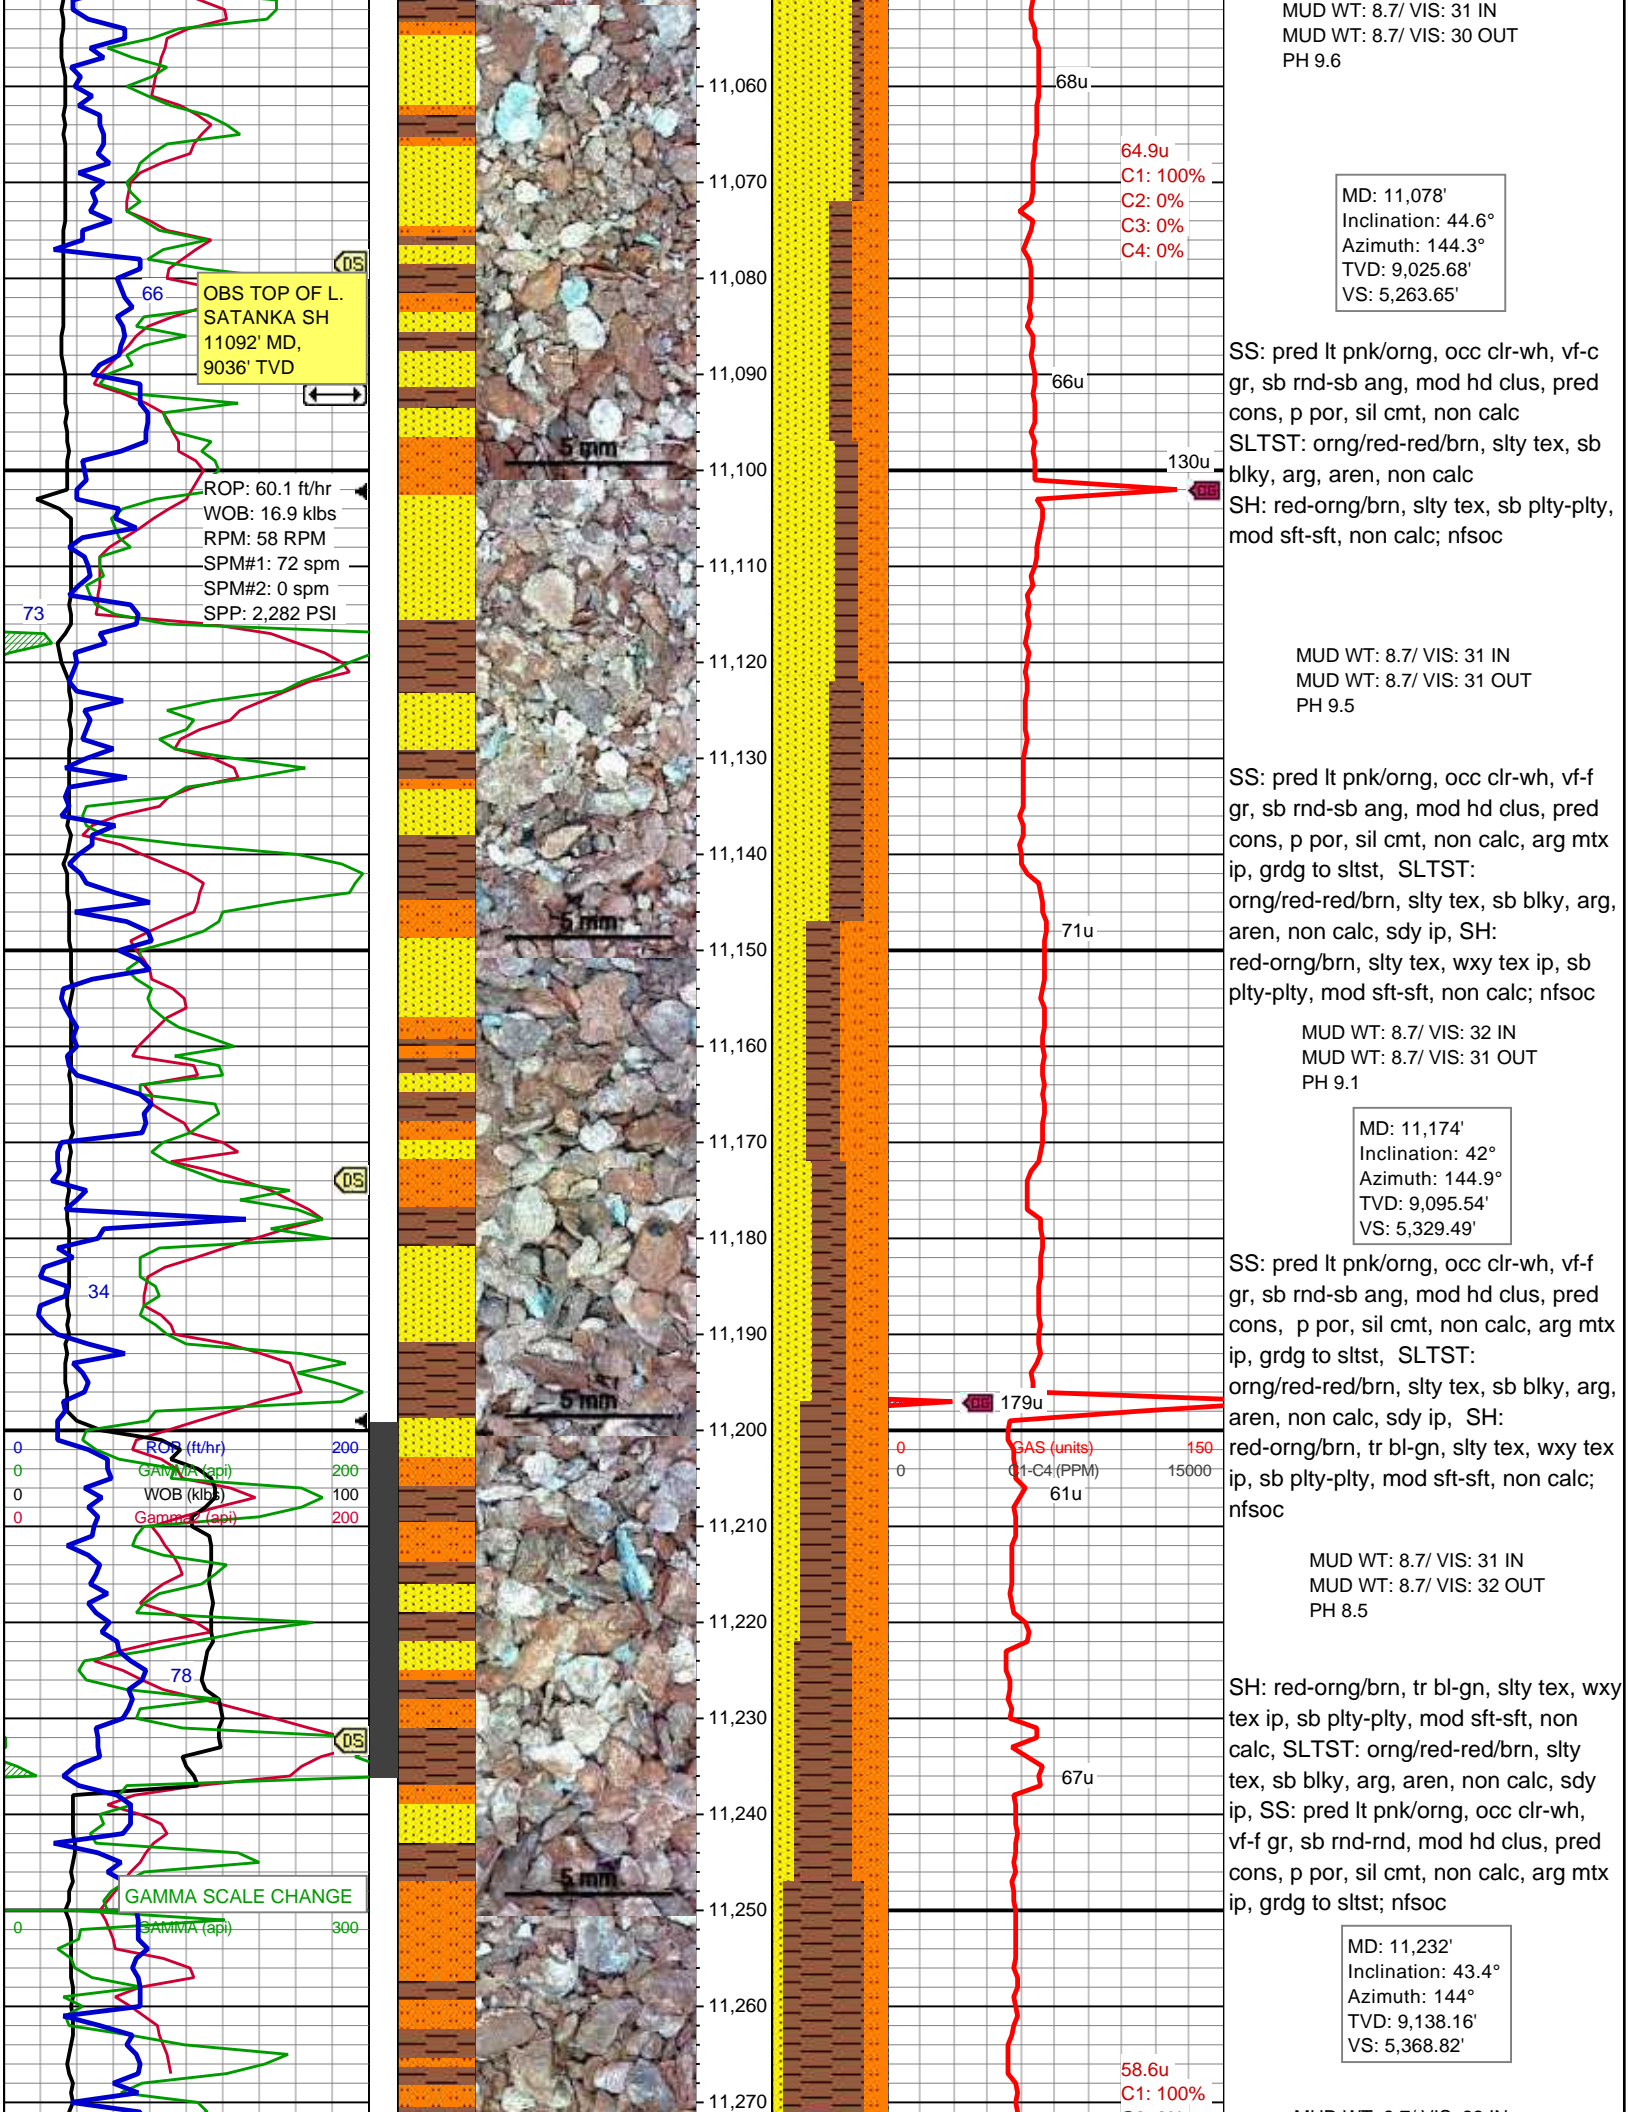 MUD WT: 8.7/ VIS: 31 IN
MUD WT: 8.7/ VIS: 30 OUT
PH 9.6
11,060
68u
64.9u
C1: 100%
C2: 0%
C3: 0%
C4: 0%
11,070
MD: 11,078'
Inclination: 44.6°
Azimuth: 144.3°
TVD: 9,025.68'
VS: 5,263.65'
DS
11,080
66
OBS TOP OF L.
SATANKA SH
11092' MD,
9036' TVD
11,090
66u
SS: pred lt pnk/orng, occ clr-wh, vf-c
gr, sb rnd-sb ang, mod hd clus, pred
cons, p por, sil cmt, non calc
SLTST: orng/red-red/brn, slty tex, sb
blky, arg, aren, non calc
SH: red-orng/brn, slty tex, sb plty-plty,
mod sft-sft, non calc; nfsoc
5 mm
11,100
130u
CG
ROP: 60.1 ft/hr
WOB: 16.9 klbs
RPM: 58 RPM
SPM#1: 72 spm
SPM#2: 0 spm
SPP: 2,282 PSI
73
11,110
11,120
MUD WT: 8.7/ VIS: 31 IN
MUD WT: 8.7/ VIS: 31 OUT
PH 9.5
11,130
11,140
SS: pred lt pnk/orng, occ clr-wh, vf-f
gr, sb rnd-sb ang, mod hd clus, pred
cons, p por, sil cmt, non calc, arg mtx
ip, grdg to sltst,  SLTST:
orng/red-red/brn, slty tex, sb blky, arg,
aren, non calc, sdy ip, SH:
red-orng/brn, slty tex, wxy tex ip, sb
plty-plty, mod sft-sft, non calc; nfsoc
5 mm
71u
11,150
11,160
MUD WT: 8.7/ VIS: 32 IN
MUD WT: 8.7/ VIS: 31 OUT
PH 9.1
11,170
DS
MD: 11,174'
Inclination: 42°
Azimuth: 144.9°
TVD: 9,095.54'
VS: 5,329.49'
11,180
34
11,190
SS: pred lt pnk/orng, occ clr-wh, vf-f
gr, sb rnd-sb ang, mod hd clus, pred
cons,  p por, sil cmt, non calc, arg mtx
ip, grdg to sltst,  SLTST:
orng/red-red/brn, slty tex, sb blky, arg,
aren, non calc, sdy ip,  SH:
red-orng/brn, tr bl-gn, slty tex, wxy tex
ip, sb plty-plty, mod sft-sft, non calc;
nfsoc
5 mm
CG
179u
11,200
0 ROP (ft/hr) 200
0 GAMMA (api) 200
0 WOB (klbs) 100
0 Gamma2 (api) 200
0 GAS (units) 150
0 C1-C4 (PPM) 15000
61u
11,210
MUD WT: 8.7/ VIS: 31 IN
MUD WT: 8.7/ VIS: 32 OUT
PH 8.5
11,220
78
11,230
DS
67u
11,240
SH: red-orng/brn, tr bl-gn, slty tex, wxy
tex ip, sb plty-plty, mod sft-sft, non
calc, SLTST: orng/red-red/brn, slty
tex, sb blky, arg, aren, non calc, sdy
ip, SS: pred lt pnk/orng, occ clr-wh,
vf-f gr, sb rnd-rnd, mod hd clus, pred
cons, p por, sil cmt, non calc, arg mtx
ip, grdg to sltst; nfsoc
5 mm
GAMMA SCALE CHANGE
11,250
0 GAMMA (api) 300
MD: 11,232'
Inclination: 43.4°
Azimuth: 144°
TVD: 9,138.16'
VS: 5,368.82'
11,260
58.6u
C1: 100%
11,270